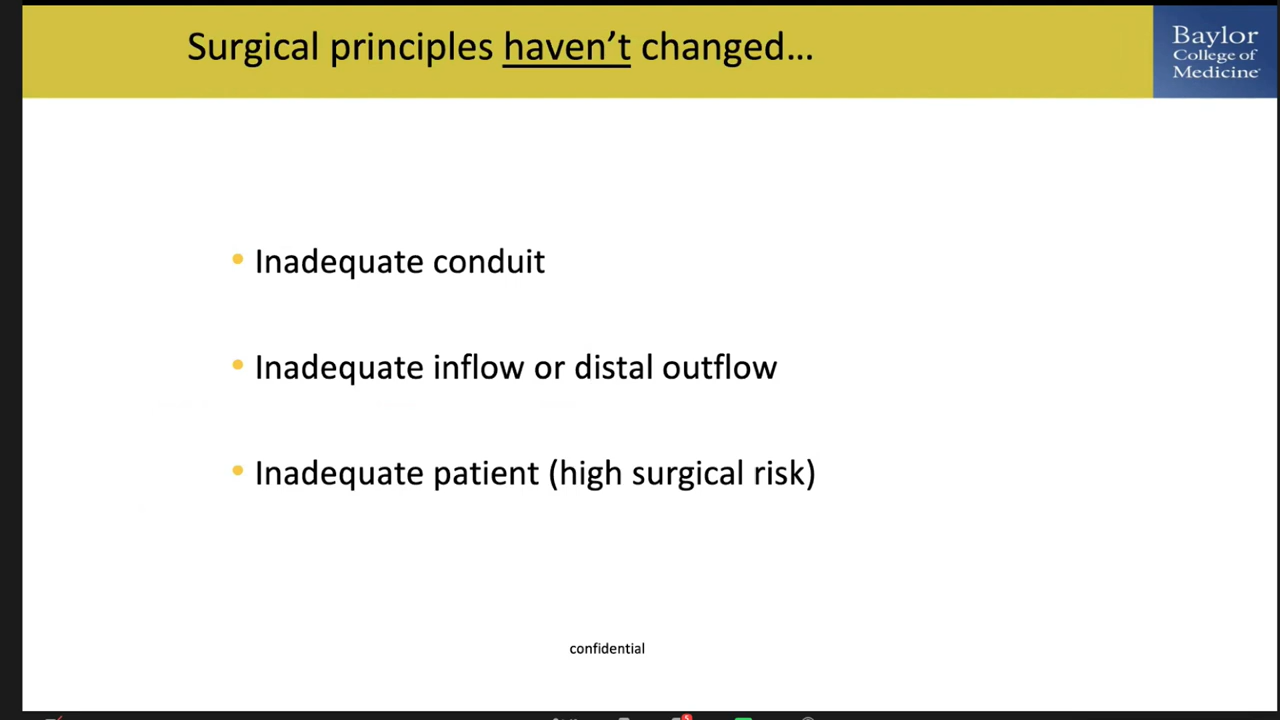 Surgical principles haven’t changed...
Baylor
College of
Medicine
• Inadequate conduit
• Inadequate inflow or distal outflow
• Inadequate patient (high surgical risk)
confidential